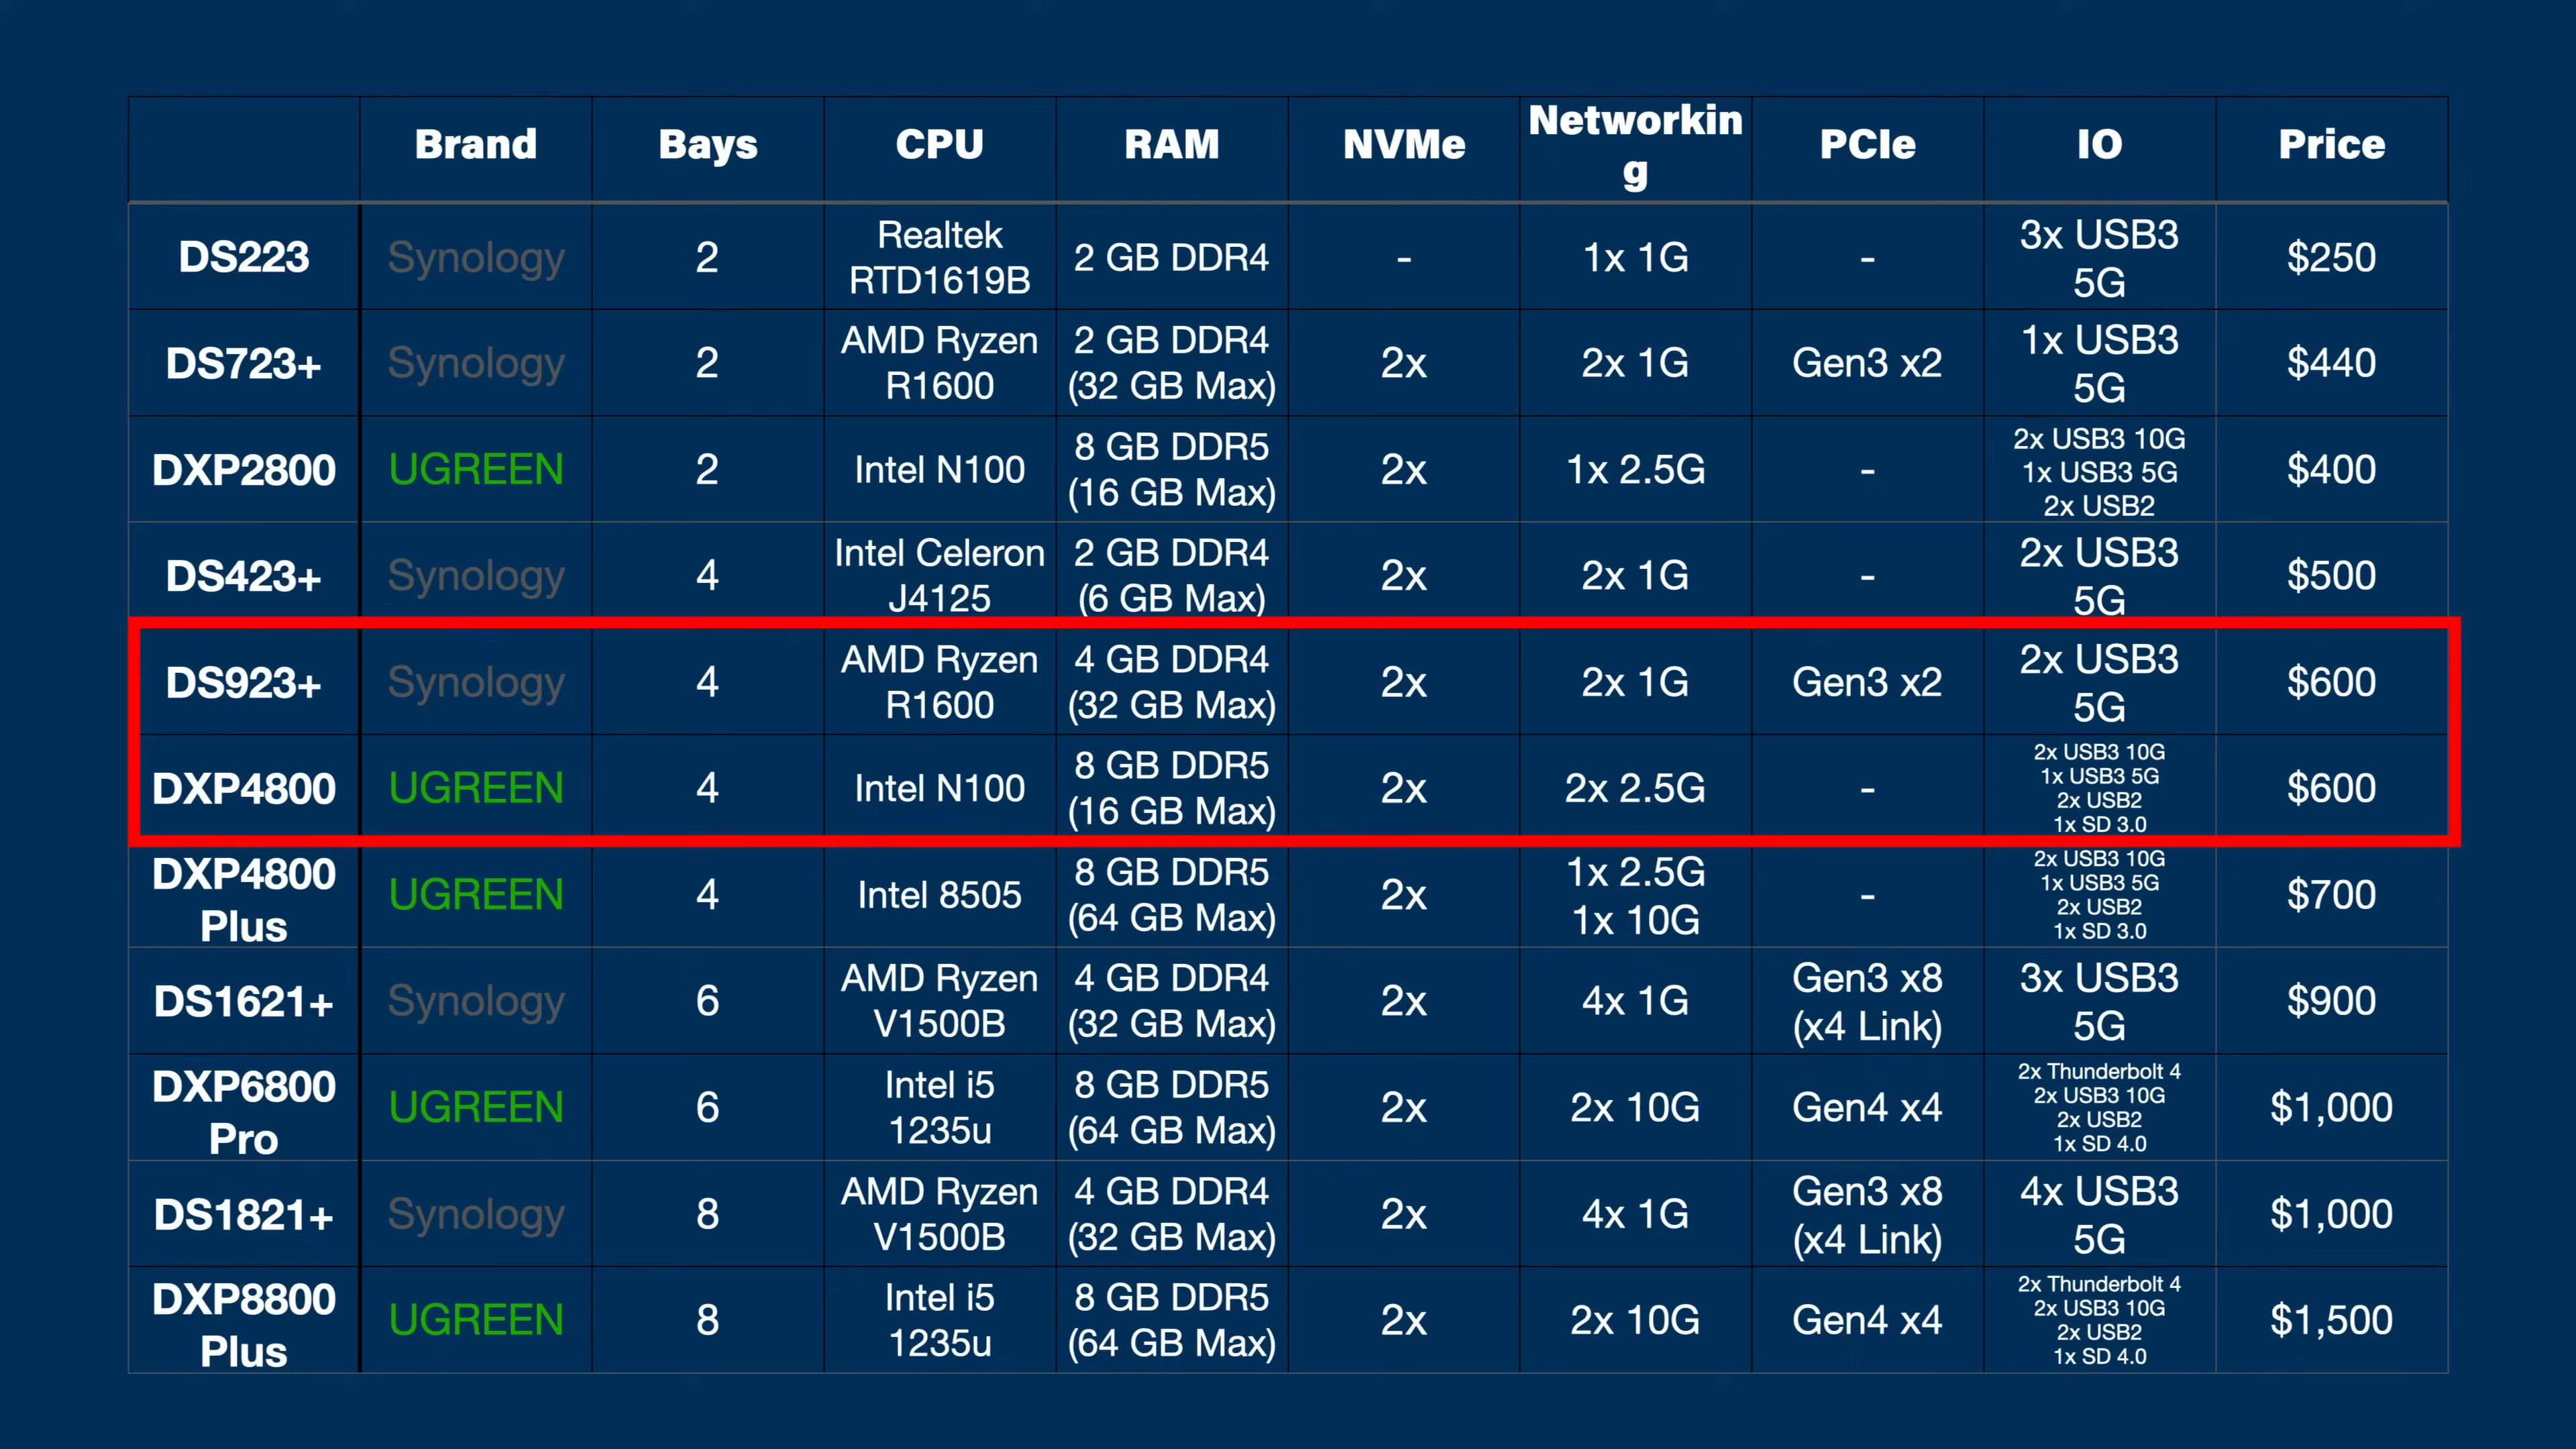 Brand Bays CPU RAM NVMe Networkin PCIe IO Price
g
DS223 Synology 2 Realtek 2 GB DDR4 - 1x 1G - 3x USB3 $250
RTD1619B 5G
DS723+ Synology 2 AMD Ryzen 2 GB DDR4 2x 2x 1G Gen3 x2 1x USB3 $440
R1600 (32 GB Max) 5G
DXP2800 UGREEN 2 Intel N100 8 GB DDR5 2x 1x 2.5G - 2x USB3 10G $400
(16 GB Max) 1x USB3 5G
2x USB2
DS423+ Synology 4 Intel Celeron 2 GB DDR4 2x 2x 1G - 2x USB3 $500
J4125 (6 GB Max) 5G
DS923+ Synology 4 AMD Ryzen 4 GB DDR4 2x 2x 1G Gen3 x2 2x USB3 $600
R1600 (32 GB Max) 5G
DXP4800 UGREEN 4 Intel N100 8 GB DDR5 2x 2x 2.5G - 2x USB3 10G $600
(16 GB Max) 1x USB3 5G
2x USB2
1x SD 3.0
DXP4800 UGREEN 4 Intel 8505 8 GB DDR5 2x 1x 2.5G - 2x USB3 10G $700
Plus (64 GB Max) 1x 10G 1x USB3 5G
2x USB2
1x SD 3.0
DS1621+ Synology 6 AMD Ryzen 4 GB DDR4 2x 4x 1G Gen3 x8 3x USB3 $900
V1500B (32 GB Max) (x4 Link) 5G
DXP6800 UGREEN 6 Intel i5 8 GB DDR5 2x 2x 10G Gen4 x4 2x Thunderbolt 4 $1,000
Pro 1235u (64 GB Max) 2x USB3 10G
2x USB2
1x SD 4.0
DS1821+ Synology 8 AMD Ryzen 4 GB DDR4 2x 4x 1G Gen3 x8 4x USB3 $1,000
V1500B (32 GB Max) (x4 Link) 5G
DXP8800 UGREEN 8 Intel i5 8 GB DDR5 2x 2x 10G Gen4 x4 2x Thunderbolt 4 $1,500
Plus 1235u (64 GB Max) 2x USB3 10G
2x USB2
1x SD 4.0